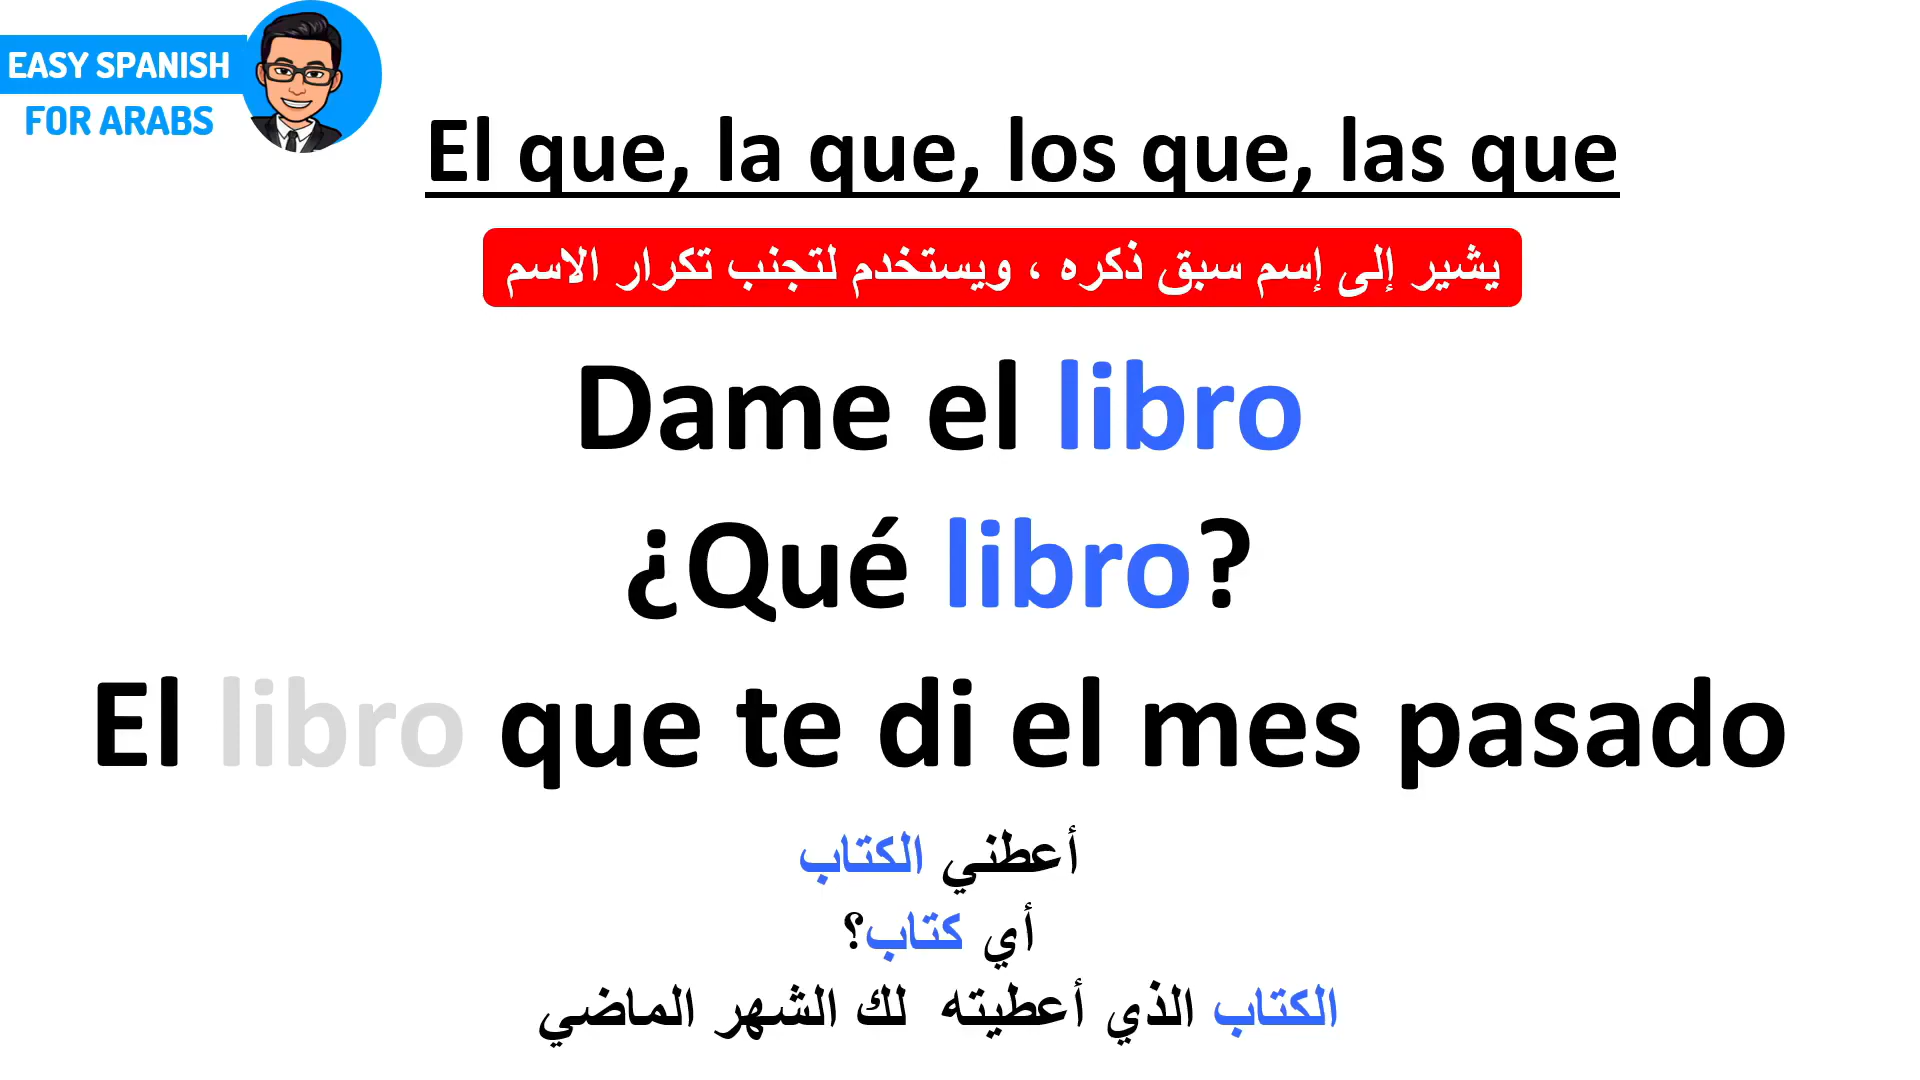 EASY SPANISH
FOR ARABS
El que, la que, los que, las que
يشير إلى إسم سبق ذكره ، ويستخدم لتجنب تكرار الاسم
Dame el libro
¿Qué libro?
El libro que te di el mes pasado
أعطني الكتاب
أي كتاب؟
الكتاب الذي أعطيته لك الشهر الماضي